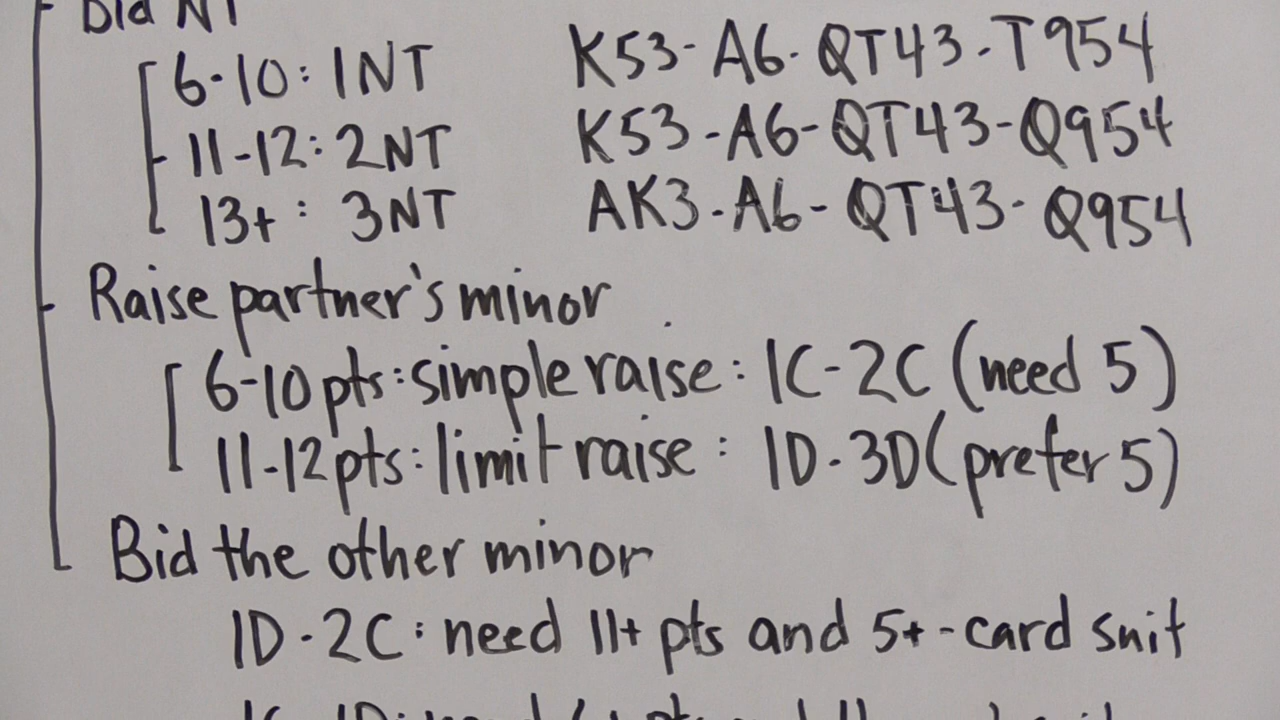 Bid NT
6-10: 1NT K53-A6-QT43-T954
11-12: 2NT K53-A6-QT43-Q954
13+: 3NT AK3-A6-QT43-Q954
Raise partner's minor
6-10 pts: simple raise: 1C-2C (need 5)
11-12 pts: limit raise: 1D-3D (prefer 5)
Bid the other minor
1D-2C: need 11+ pts and 5+-card suit